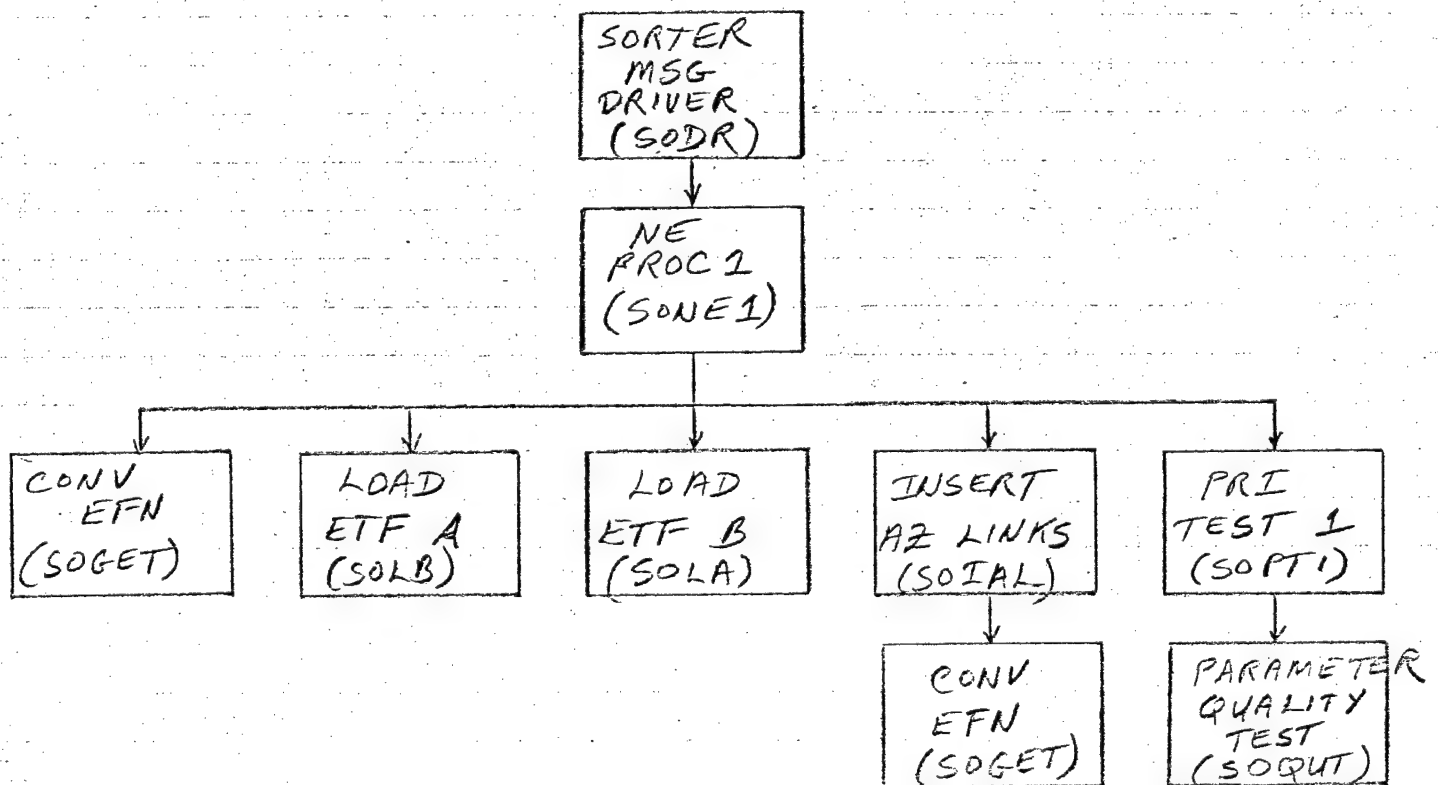 SORTER
MSG
DRIVER
(SODR)
NE
PROC 1
(SONE1)
CONV
EFN
(SOGET)
LOAD
ETF A
(SOLB)
LOAD
ETF B
(SOLA)
INSERT
AZ LINKS
(SOIAL)
PRI
TEST 1
(SOPT1)
CONV
EFN
(SOGET)
PARAMETER
QUALITY
TEST
(SOQUT)